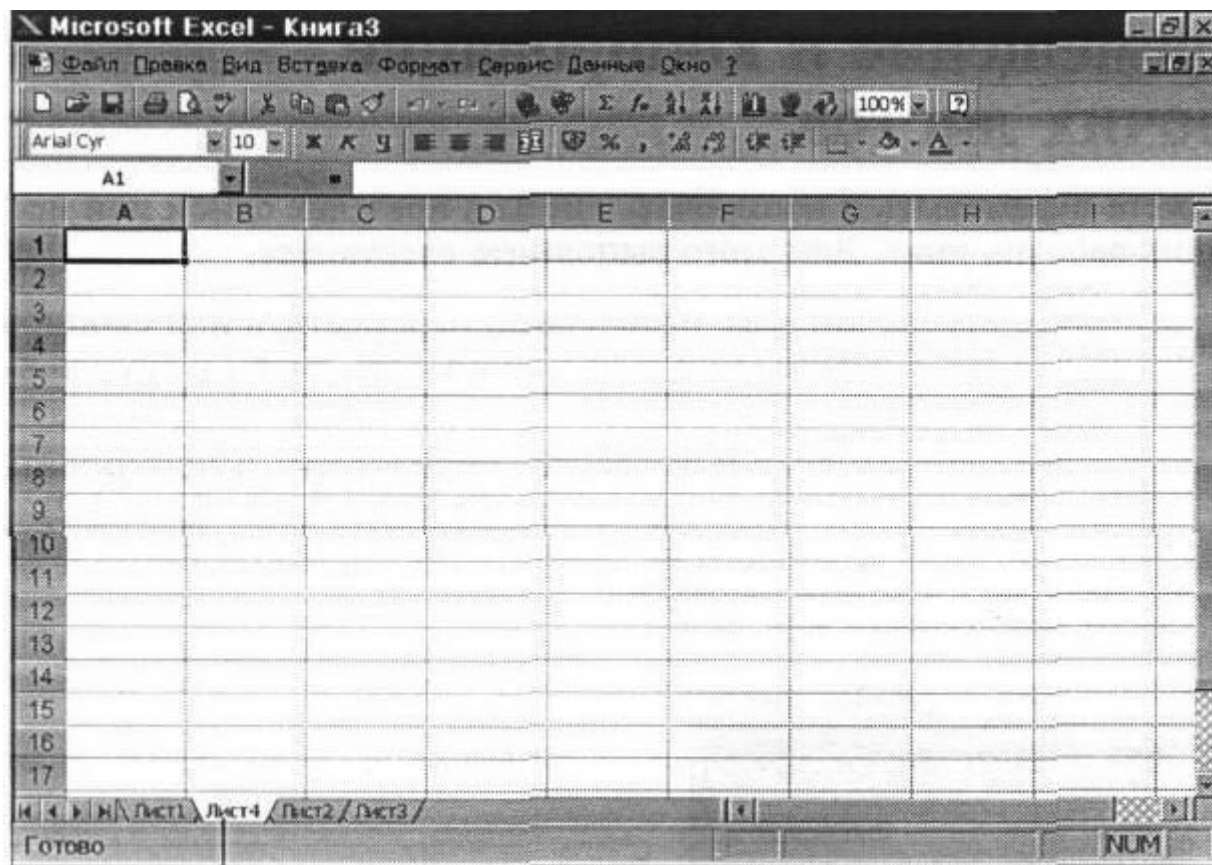 Microsoft Excel - Книга3
Файл Правка Вид Вставка Формат Сервис Данные Окно ?
100%
Arial Cyr 10 Ж К Ч % ,
A1 =
A B C D E F G H I
1
2
3
4
5
6
7
8
9
10
11
12
13
14
15
16
17
Лист1 Лист4 Лист2 Лист3
Готово NUM